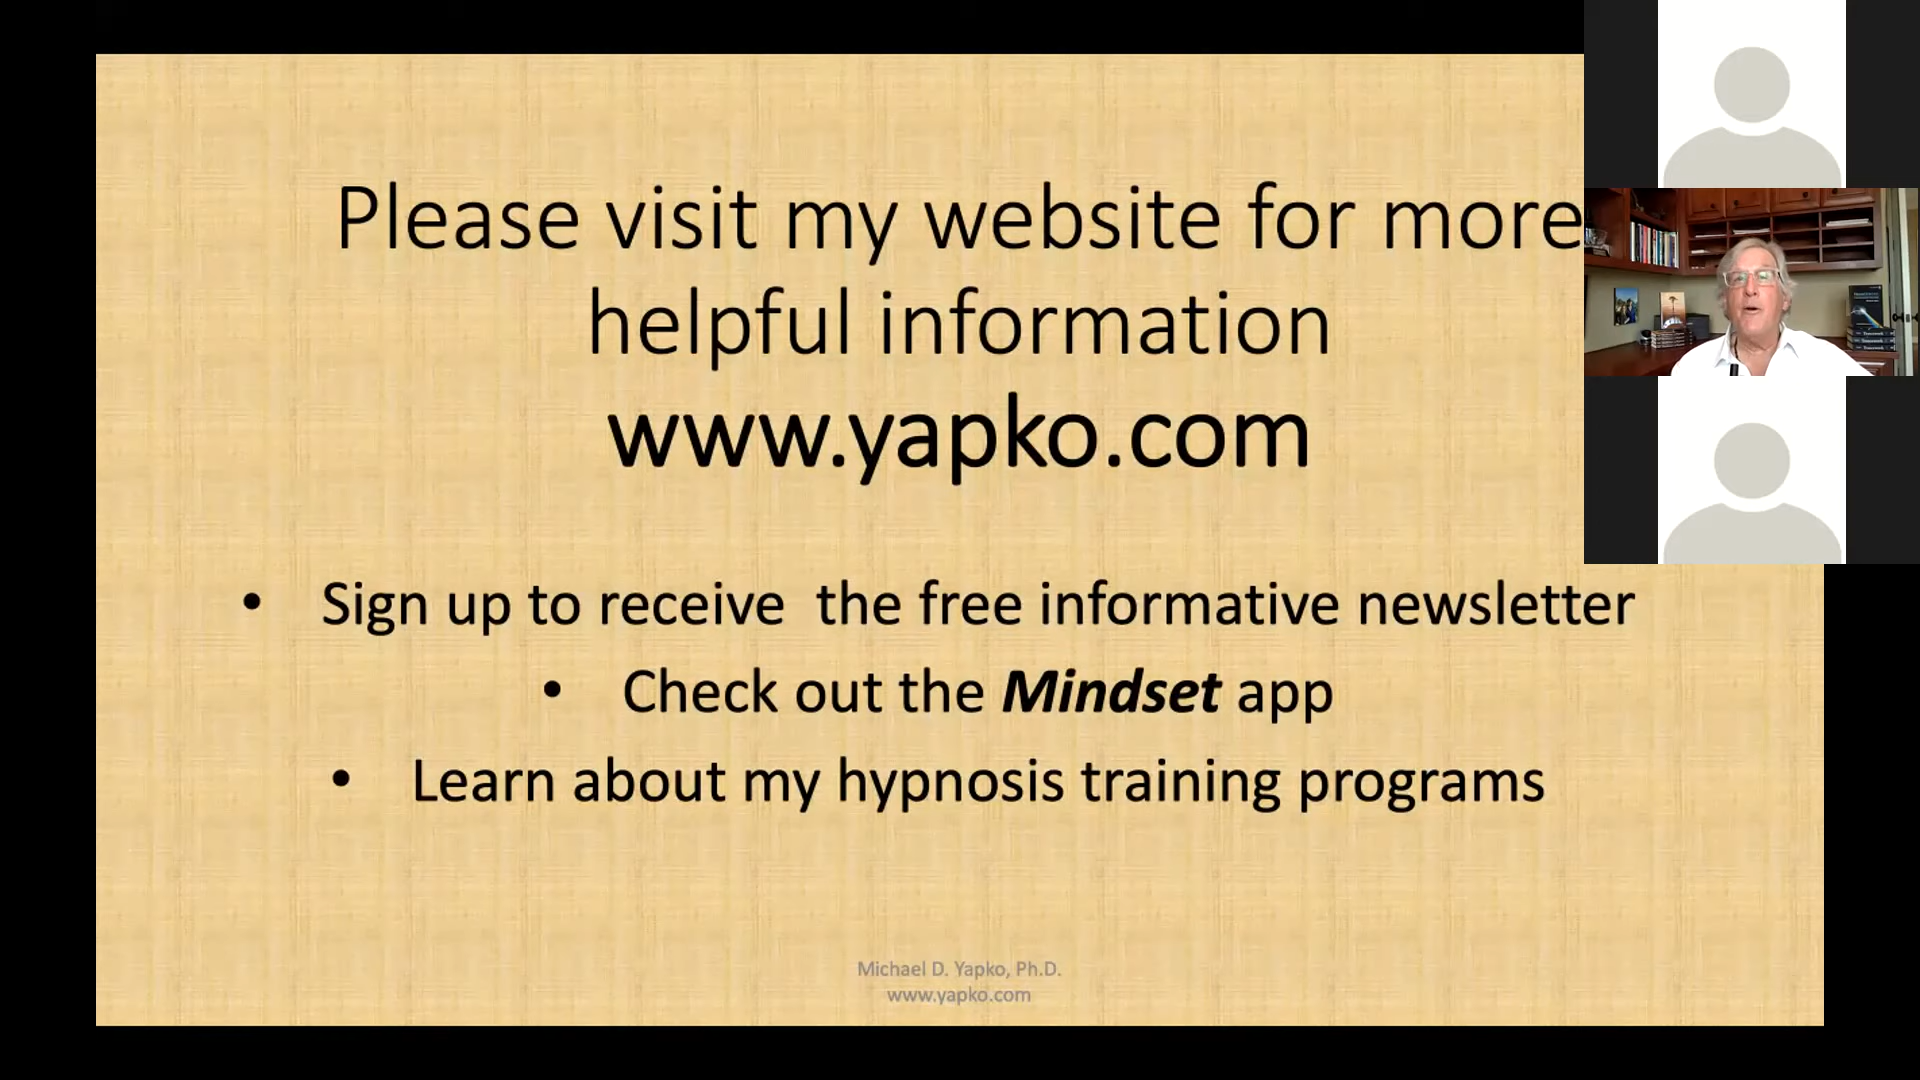 Please visit my website for more
helpful information
www.yapko.com
• Sign up to receive  the free informative newsletter
• Check out the Mindset app
• Learn about my hypnosis training programs
Michael D. Yapko, Ph.D.
www.yapko.com